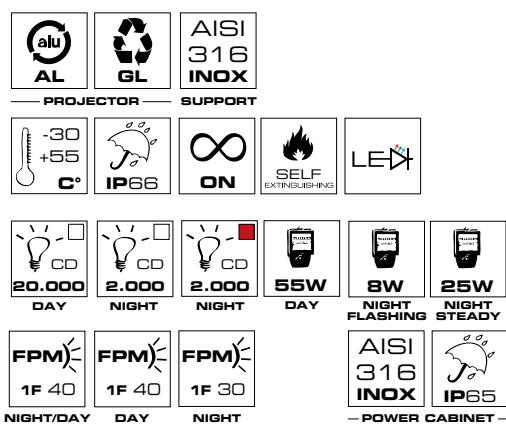 alu
AL
GL
AISI
316
INOX
PROJECTOR
SUPPORT
-30
+55
C°
IP66
ON
SELF
EXTINGUISHING
LED
CD
20.000
DAY
CD
2.000
NIGHT
CD
2.000
NIGHT
55W
DAY
8W
NIGHT
FLASHING
25W
NIGHT
STEADY
FPM
1F 40
NIGHT/DAY
FPM
1F 40
DAY
FPM
1F 30
NIGHT
AISI
316
INOX
IP65
POWER CABINET